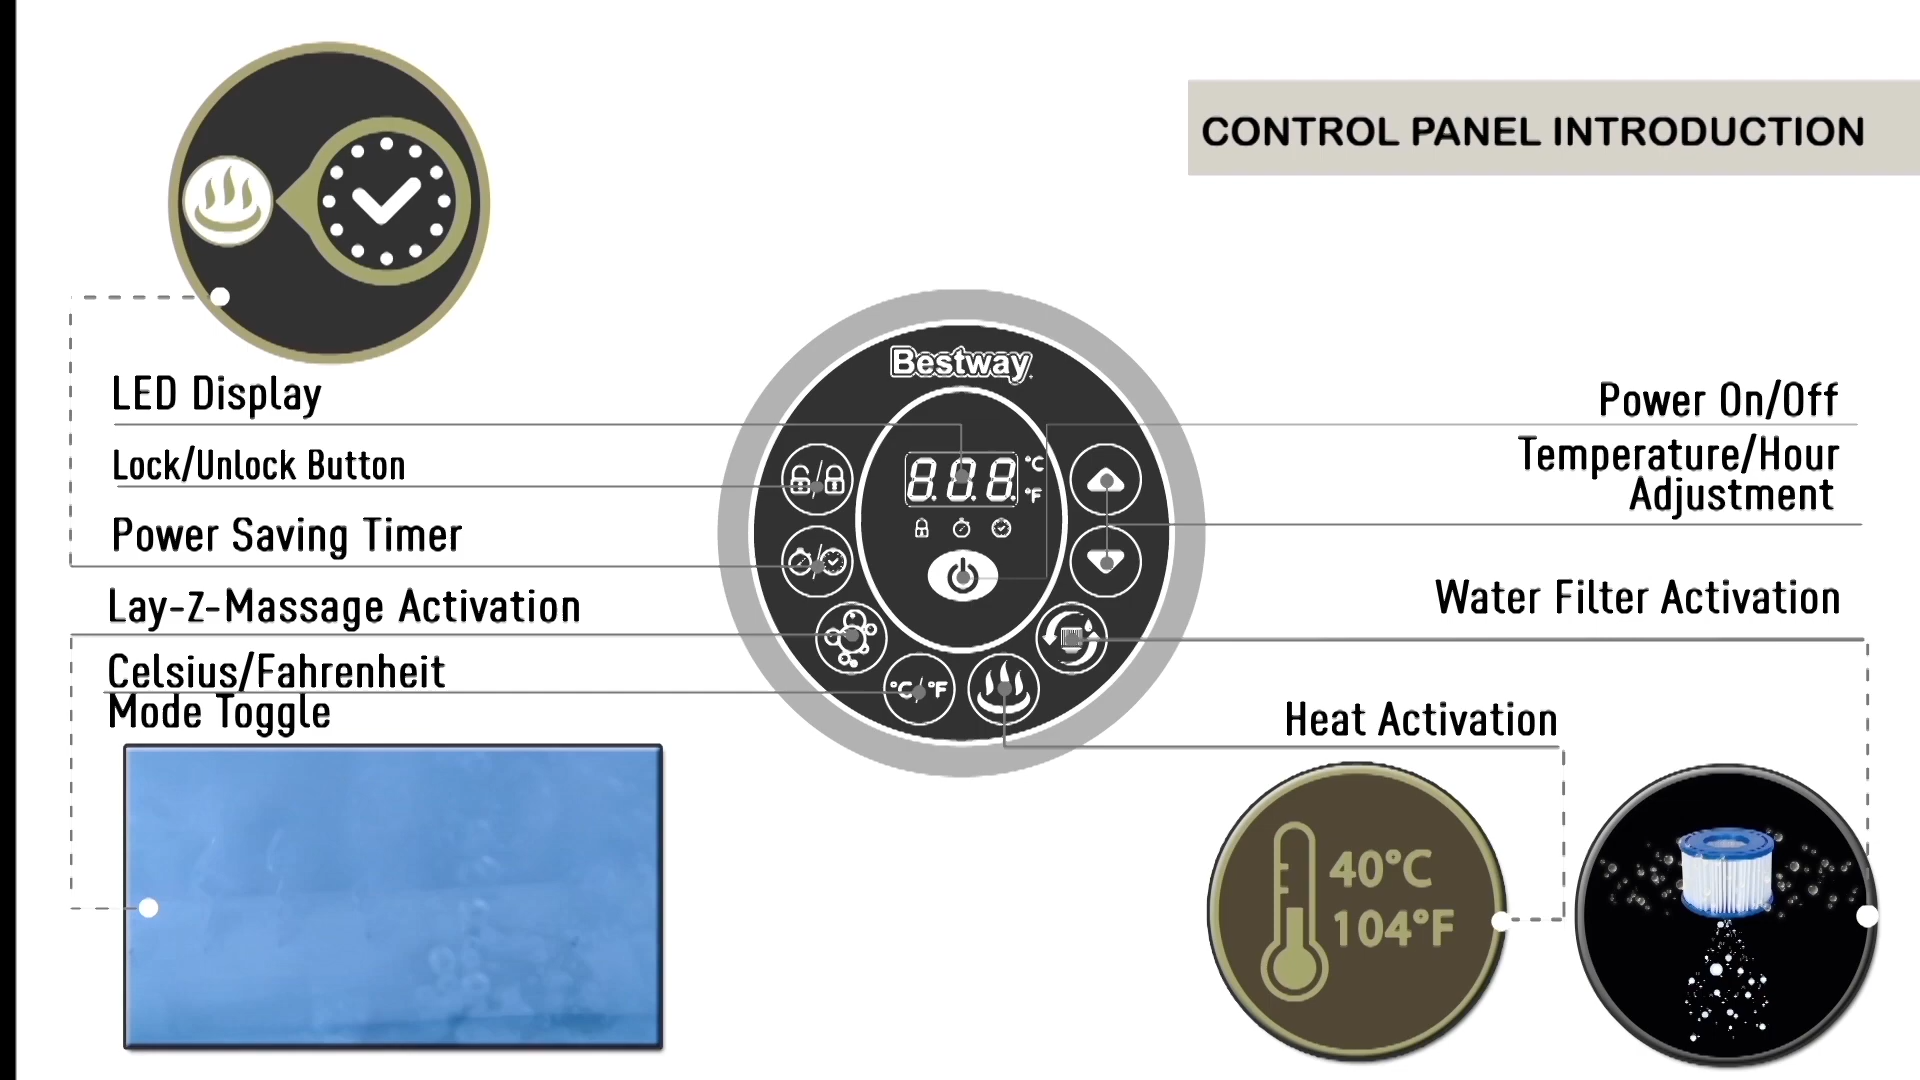 CONTROL PANEL INTRODUCTION
Bestway
LED Display
Lock/Unlock Button
Power Saving Timer
Lay-Z-Massage Activation
Celsius/Fahrenheit
Mode Toggle
8.0.8
°C
°F
°C/°F
Power On/Off
Temperature/Hour
Adjustment
Water Filter Activation
Heat Activation
40°C
104°F